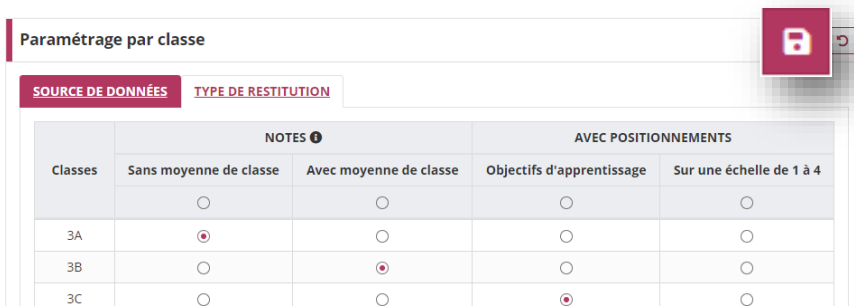 Paramétrage par classe
SOURCE DE DONNÉES TYPE DE RESTITUTION
NOTES AVEC POSITIONNEMENTS
Classes Sans moyenne de classe Avec moyenne de classe Objectifs d'apprentissage Sur une échelle de 1 à 4
3A
3B
3C